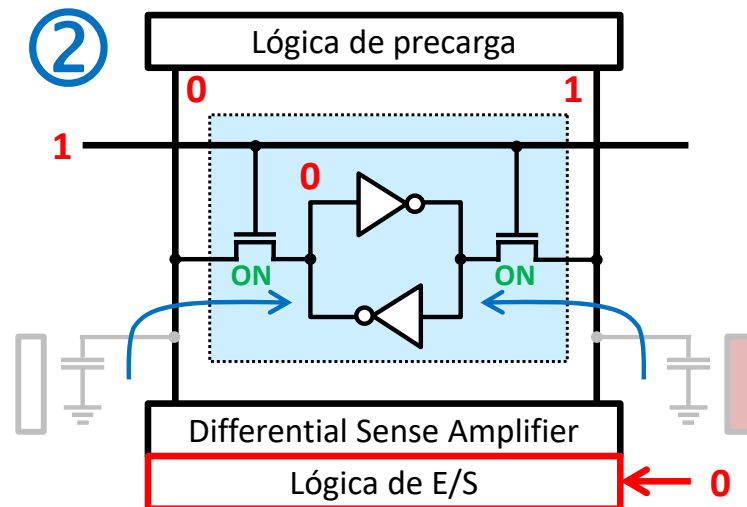 2
Lógica de precarga
0
1
1
0
ON
ON
Differential Sense Amplifier
Lógica de E/S
0